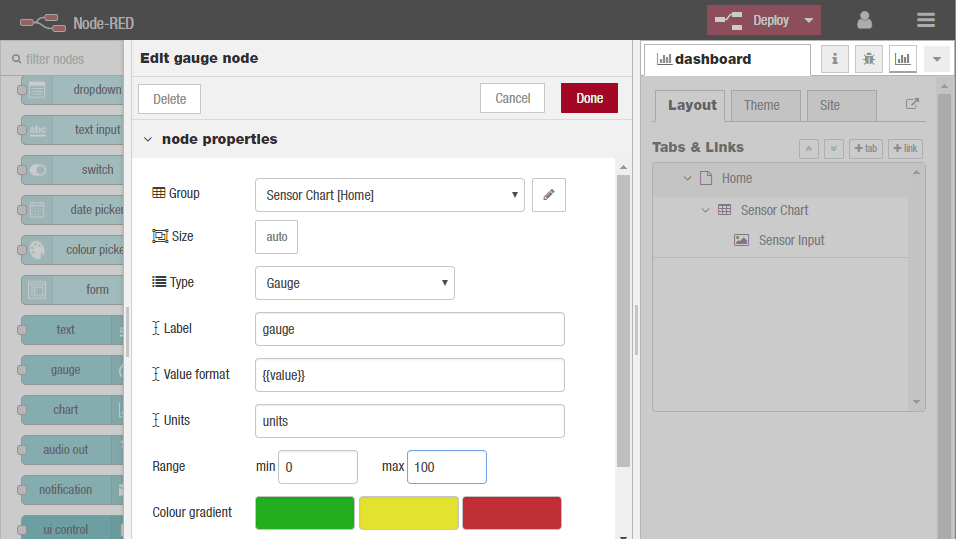 Node-RED
Deploy
filter nodes
dropdown
text input
switch
date picker
form
text
gauge
chart
audio out
notification
ui control
Edit gauge node
Delete
Cancel
Done
node properties
Group
Sensor Chart [Home]
Size
auto
Type
Gauge
Label
gauge
Value format
{{value}}
Units
units
Range
min
0
max
100
Colour gradient
dashboard
Layout
Theme
Site
Tabs & Links
+ tab
+ link
Home
Sensor Chart
Sensor Input
abc
colour picke